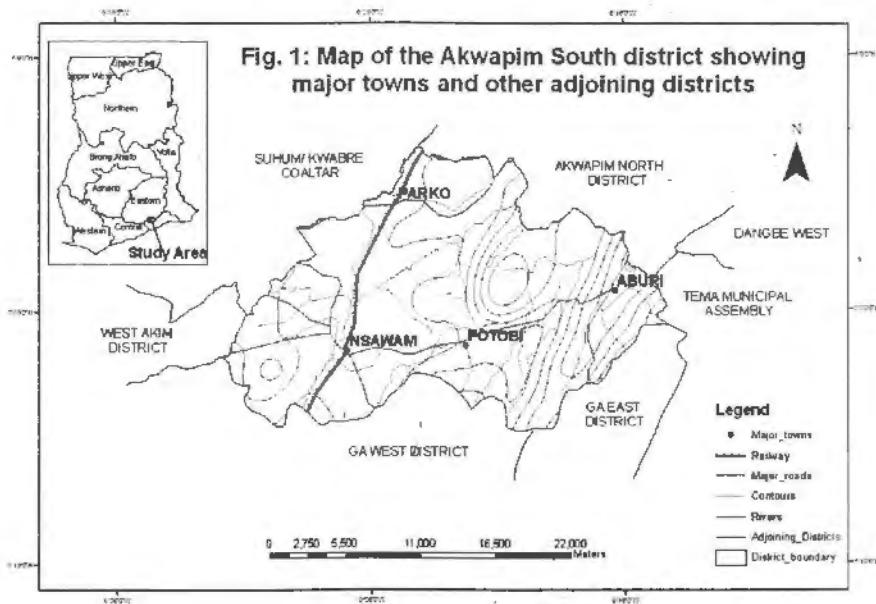 Fig. 1: Map of the Akwapim South district showing
major towns and other adjoining districts
Upper East
Upper West
Northern
Brong Ahafo
Volta
Ashanti
Eastern
Central
Western
Study Area
N
SUHUM/ KWABRE
COALTAR
AKWAPIM NORTH
DISTRICT
PARKO
DANGBE WEST
ABURI
TEMA MUNICIPAL
ASSEMBLY
WEST AKIM
DISTRICT
NSAWAM
POTOBI
GA EAST
DISTRICT
GA WEST DISTRICT
Legend
Major_towns
Railway
Major_roads
Contours
Rivers
Adjoining_Districts
District_boundary
0 2,750 5,500 11,000 16,500 22,000
Meters